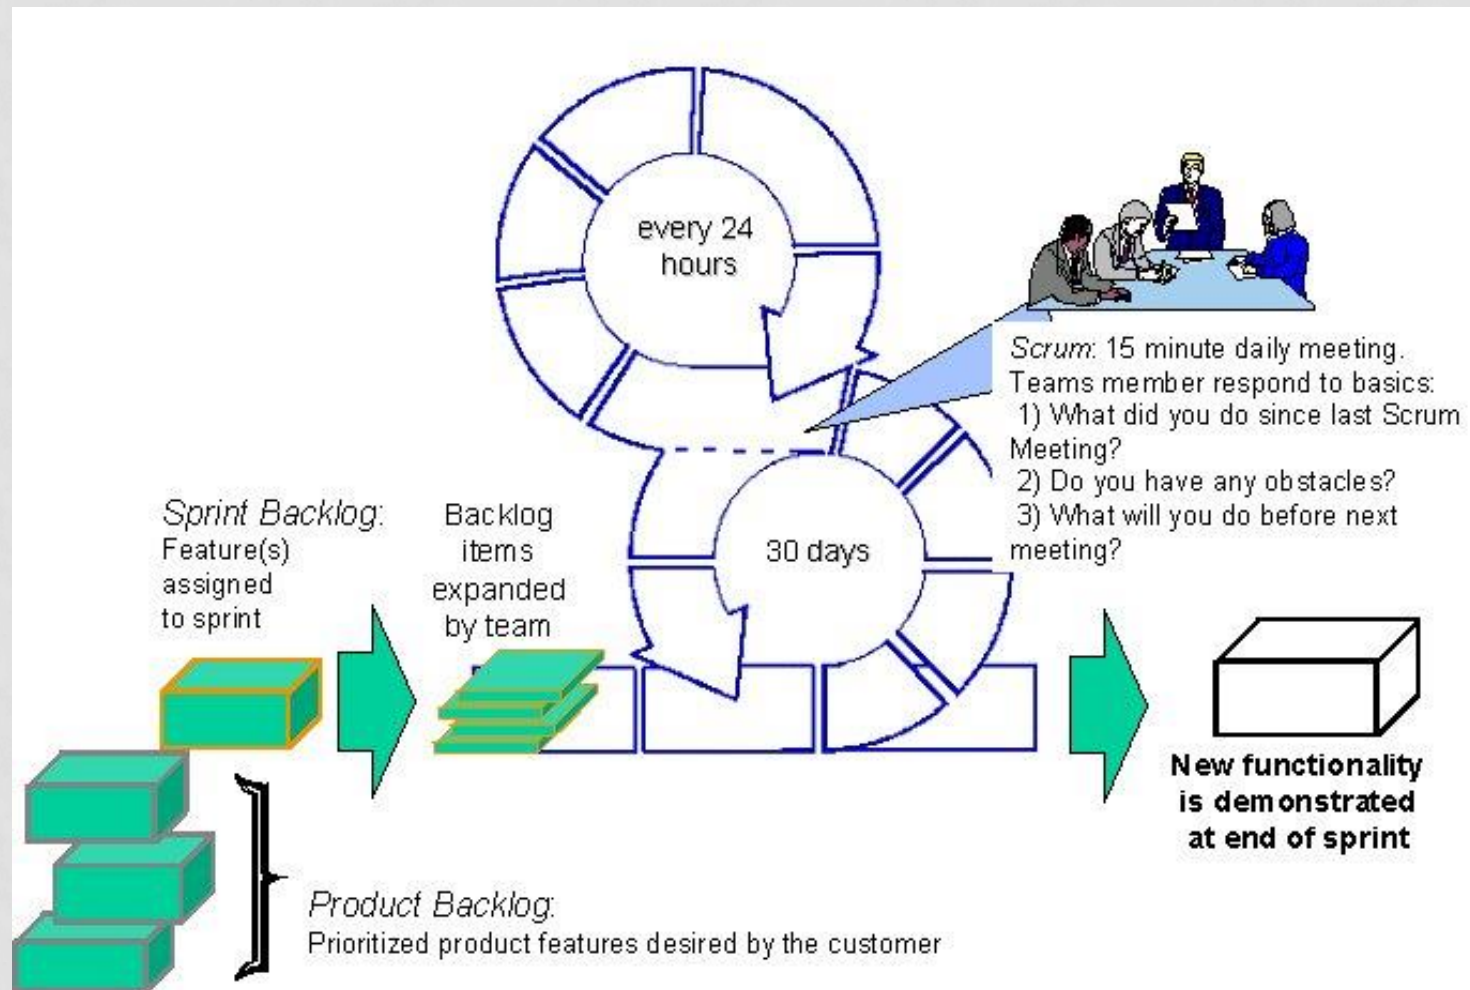 every 24
hours
Scrum: 15 minute daily meeting.
Teams member respond to basics:
1) What did you do since last Scrum
Meeting?
2) Do you have any obstacles?
3) What will you do before next
meeting?
30 days
Sprint Backlog:
Feature(s)
assigned
to sprint
Backlog
items
expanded
by team
New functionality
is demonstrated
at end of sprint
Product Backlog:
Prioritized product features desired by the customer